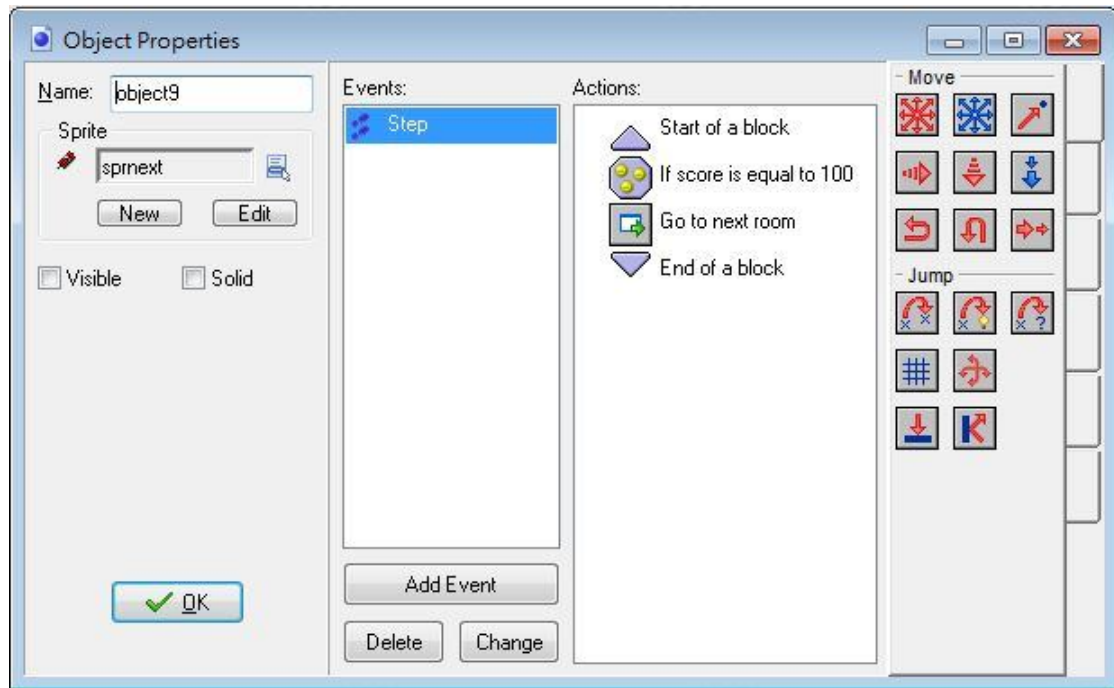 Object Properties
Name: object9
Sprite
sprnext
New Edit
Visible Solid
OK
Events:
Step
Add Event
Delete Change
Actions:
Start of a block
If score is equal to 100
Go to next room
End of a block
Move
Jump